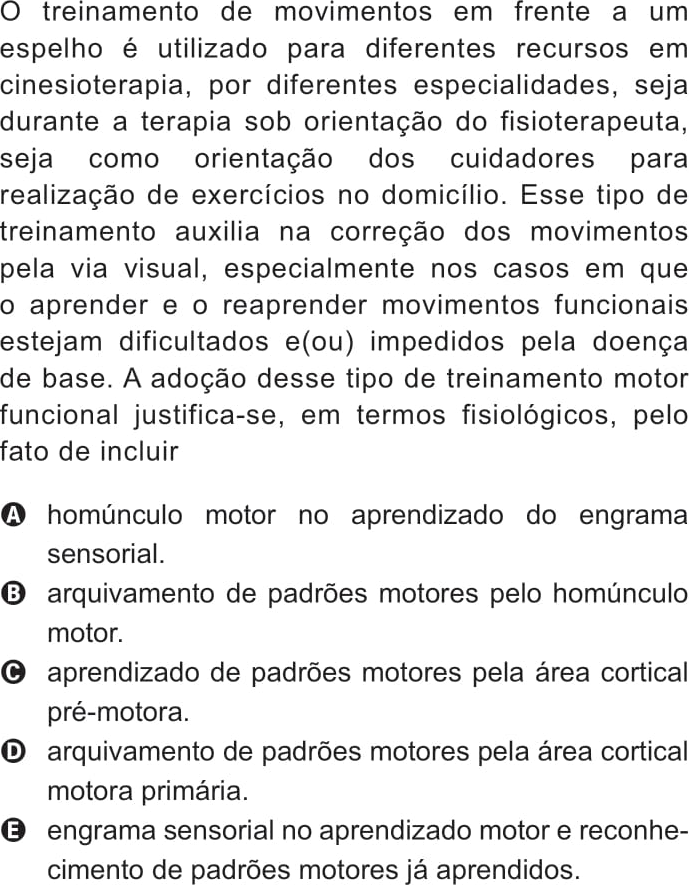 O treinamento de movimentos em frente a um
espelho é utilizado para diferentes recursos em
cinesioterapia, por diferentes especialidades, seja
durante a terapia sob orientação do fisioterapeuta,
seja como orientação dos cuidadores para
realização de exercícios no domicílio. Esse tipo de
treinamento auxilia na correção dos movimentos
pela via visual, especialmente nos casos em que
o aprender e o reaprender movimentos funcionais
estejam dificultados e(ou) impedidos pela doença
de base. A adoção desse tipo de treinamento motor
funcional justifica-se, em termos fisiológicos, pelo
fato de incluir
A homúnculo motor no aprendizado do engrama
sensorial.
B arquivamento de padrões motores pelo homúnculo
motor.
C aprendizado de padrões motores pela área cortical
pré-motora.
D arquivamento de padrões motores pela área cortical
motora primária.
E engrama sensorial no aprendizado motor e reconhe-
cimento de padrões motores já aprendidos.